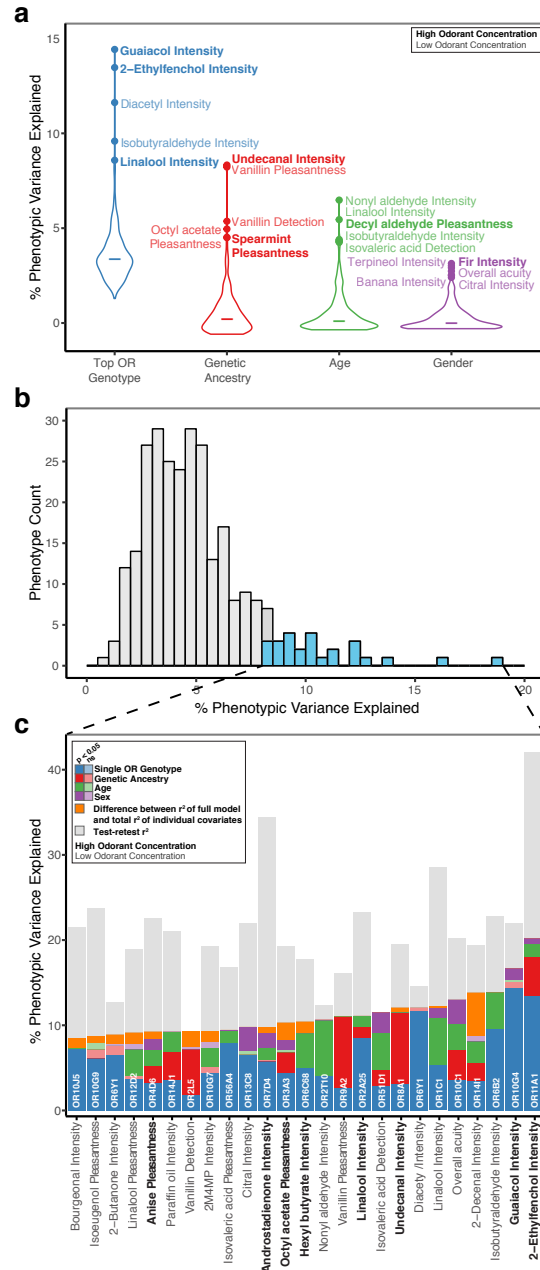 a
% Phenotypic Variance Explained
15
10
5
0
High Odorant Concentration
Low Odorant Concentration
Guaiacol Intensity
2−Ethylfenchol Intensity
Diacetyl Intensity
Isobutyraldehyde Intensity
Linalool Intensity
Undecanal Intensity
Vanillin Pleasantness
Vanillin Detection
Octyl acetate
Pleasantness
Spearmint
Pleasantness
Nonyl aldehyde Intensity
Linalool Intensity
Decyl aldehyde Pleasantness
Isobutyraldehyde Intensity
Isovaleric acid Detection
Terpineol Intensity
Fir Intensity
Overall acuity
Banana Intensity
Citral Intensity
Top OR
Genotype
Genetic
Ancestry
Age
Gender
b
Phenotype Count
30
25
20
15
10
5
0
0
5
10
15
20
% Phenotypic Variance Explained
c
% Phenotypic Variance Explained
40
30
20
10
0
p < 0.05
ns
Single OR Genotype
Genetic Ancestry
Age
Sex
Difference between r² of full model
and total r² of individual covariates
Test-retest r²
High Odorant Concentration
Low Odorant Concentration
OR10J5
OR10G9
OR6Y1
OR12D2
OR4D6
OR14J1
OR2L5
OR10G7
OR56A4
OR13C8
OR7D4
OR3A3
OR6C68
OR2T10
OR9A2
OR2A25
OR51D1
OR8A1
OR6Y1
OR1C1
OR10C1
OR14I1
OR6B2
OR10G4
OR11A1
Bourgeonal Intensity
Isoeugenol Pleasantness
2−Butanone Intensity
Linalool Pleasantness
Anise Pleasantness
Paraffin oil Intensity
Vanillin Detection
2M4MP Intensity
Isovaleric acid Pleasantness
Citral Intensity
Androstadienone Intensity
Octyl acetate Pleasantness
Hexyl butyrate Intensity
Nonyl aldehyde Intensity
Vanillin Pleasantness
Linalool Intensity
Isovaleric acid Detection
Undecanal Intensity
Diacety /Intensity
Linalool Intensity
Overall acuity
2−Decenal Intensity
Isobutyraldehyde Intensity
Guaiacol Intensity
2−Ethylfenchol Intensity